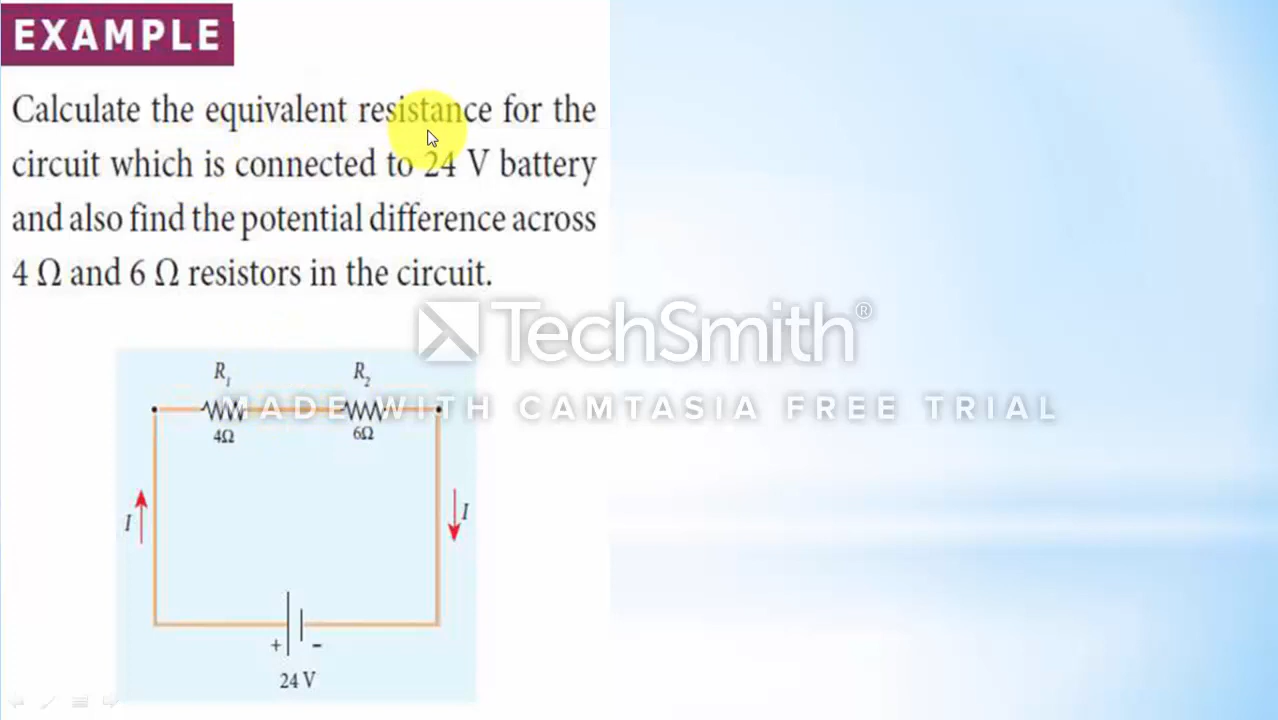 EXAMPLE
Calculate the equivalent resistance for the
circuit which is connected to 24 V battery
and also find the potential difference across
4 Ω and 6 Ω resistors in the circuit.
TechSmith®
MADE WITH CAMTASIA FREE TRIAL
R₁ R₂
4Ω 6Ω
I I
+ −
24 V